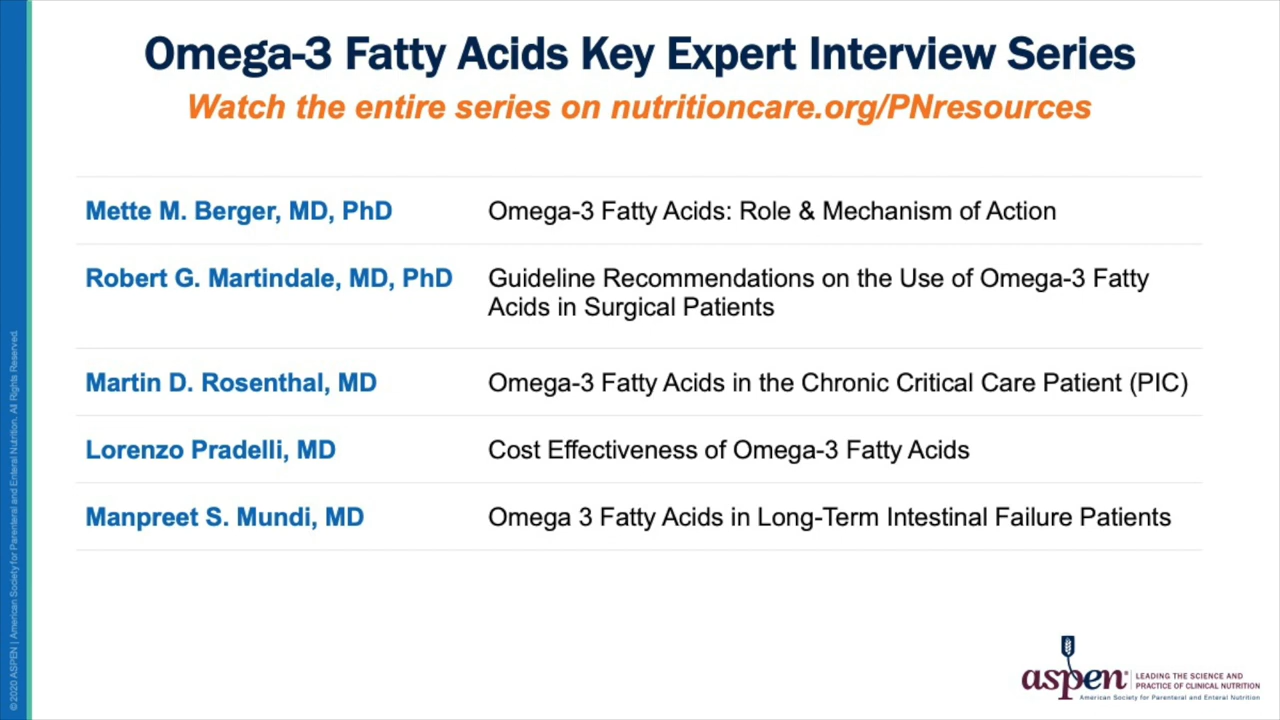 Omega-3 Fatty Acids Key Expert Interview Series
Watch the entire series on nutritioncare.org/PNresources
Mette M. Berger, MD, PhD
Omega-3 Fatty Acids: Role & Mechanism of Action
Robert G. Martindale, MD, PhD
Guideline Recommendations on the Use of Omega-3 Fatty
Acids in Surgical Patients
Martin D. Rosenthal, MD
Omega-3 Fatty Acids in the Chronic Critical Care Patient (PIC)
Lorenzo Pradelli, MD
Cost Effectiveness of Omega-3 Fatty Acids
Manpreet S. Mundi, MD
Omega 3 Fatty Acids in Long-Term Intestinal Failure Patients
© 2020 ASPEN | American Society for Parenteral and Enteral Nutrition. All Rights Reserved.
aspen®
LEADING THE SCIENCE AND
PRACTICE OF CLINICAL NUTRITION
American Society for Parenteral and Enteral Nutrition